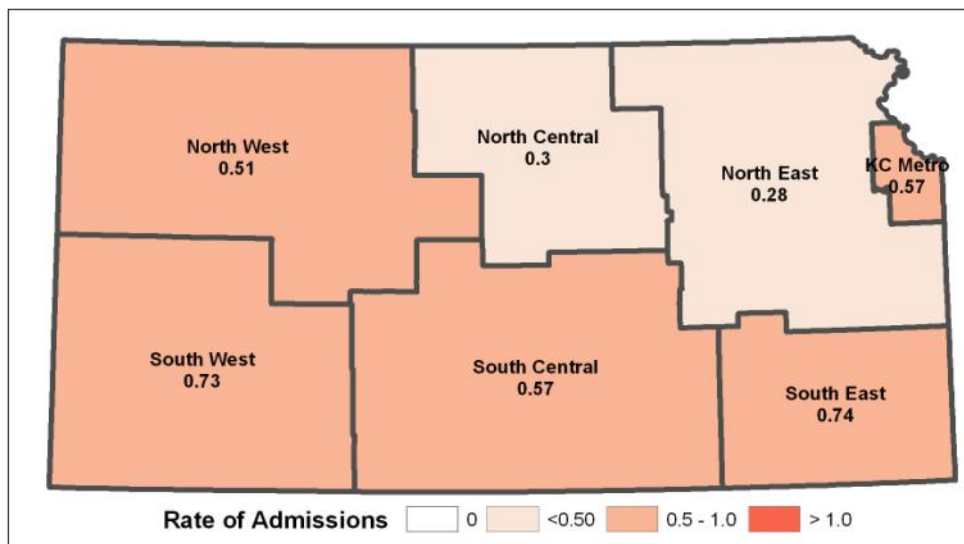 North West
0.51
North Central
0.3
North East
0.28
KC Metro
0.57
South West
0.73
South Central
0.57
South East
0.74
Rate of Admissions 0 <0.50 0.5 - 1.0 > 1.0